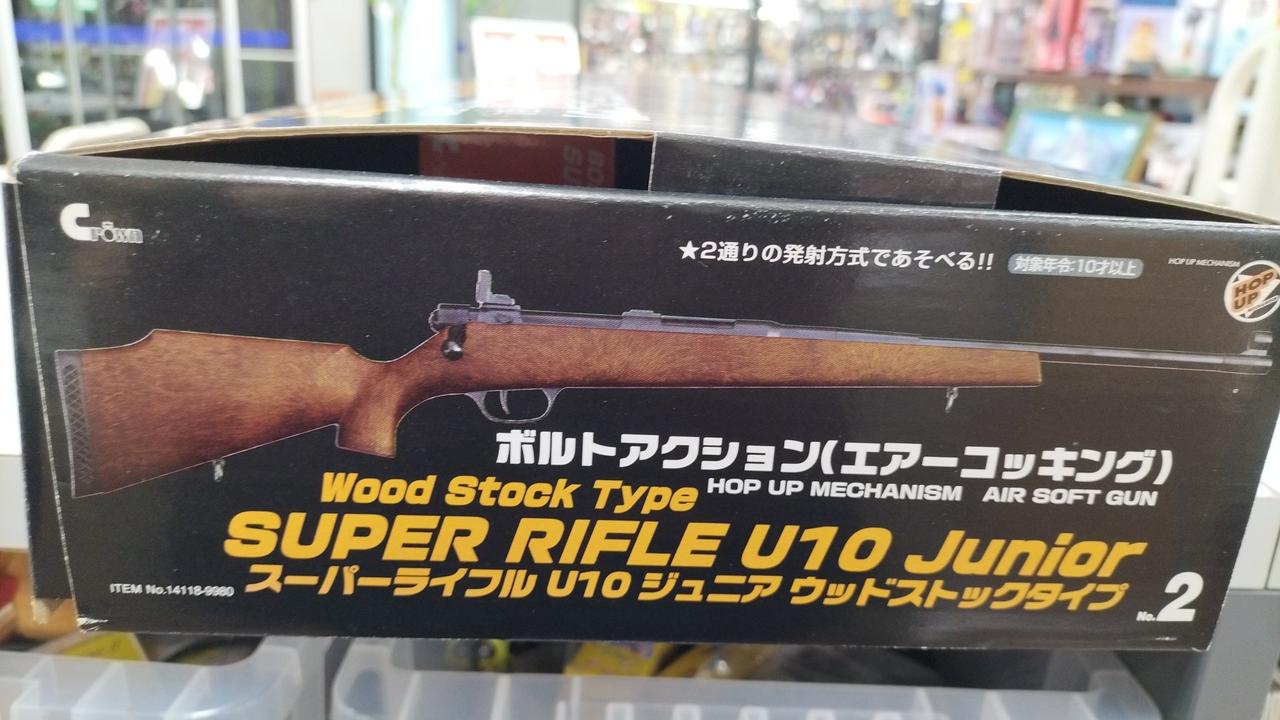 Crown
★2通りの発射方式であそべる!!
対象年令:10才以上
HOP UP MECHANISM
HOP
UP
ボルトアクション(エアーコッキング)
Wood Stock Type
HOP UP MECHANISM AIR SOFT GUN
SUPER RIFLE U10 Junior
スーパーライフル U10 ジュニア ウッドストックタイプ
ITEM No.14118-9980
No.2